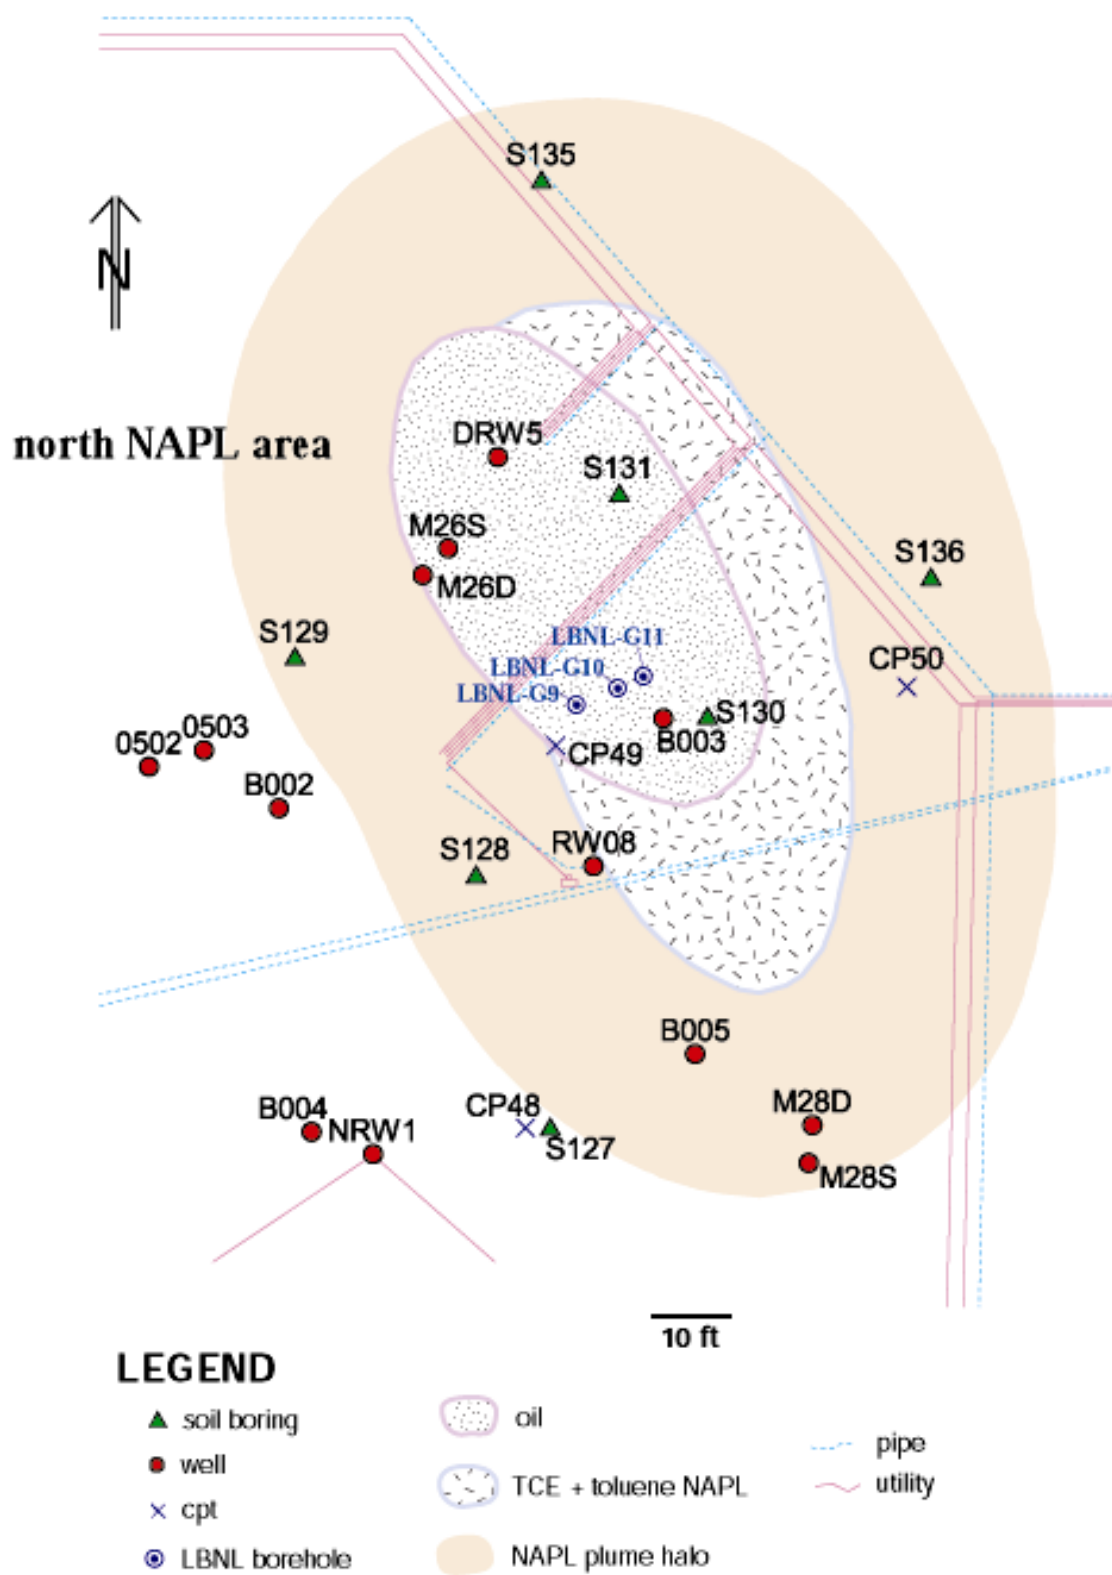 S135
N
north NAPL area
DRW5
S131
M26S
M26D
S136
S129
LBNL-G11
LBNL-G10
LBNL-G9
CP50
S130
B003
CP49
0503
0502
B002
S128
RW08
B005
B004
NRW1
CP48
S127
M28D
M28S
10 ft
LEGEND
soil boring
well
cpt
LBNL borehole
oil
TCE + toluene NAPL
NAPL plume halo
pipe
utility